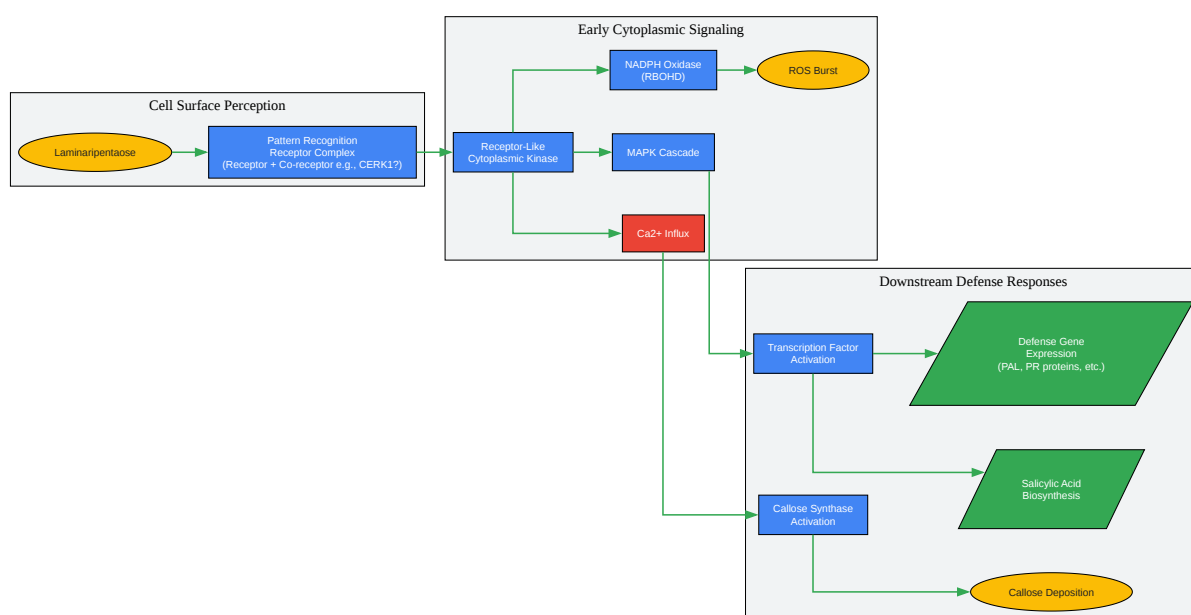 Early Cytoplasmic Signaling
NADPH Oxidase
(RBOHD)
ROS Burst
Cell Surface Perception
Laminaripentaose
Pattern Recognition
Receptor Complex
(Receptor + Co-receptor e.g., CERK1?)
Receptor-Like
Cytoplasmic Kinase
MAPK Cascade
Ca2+ Influx
Downstream Defense Responses
Transcription Factor
Activation
Defense Gene
Expression
(PAL, PR proteins, etc.)
Salicylic Acid
Biosynthesis
Callose Synthase
Activation
Callose Deposition